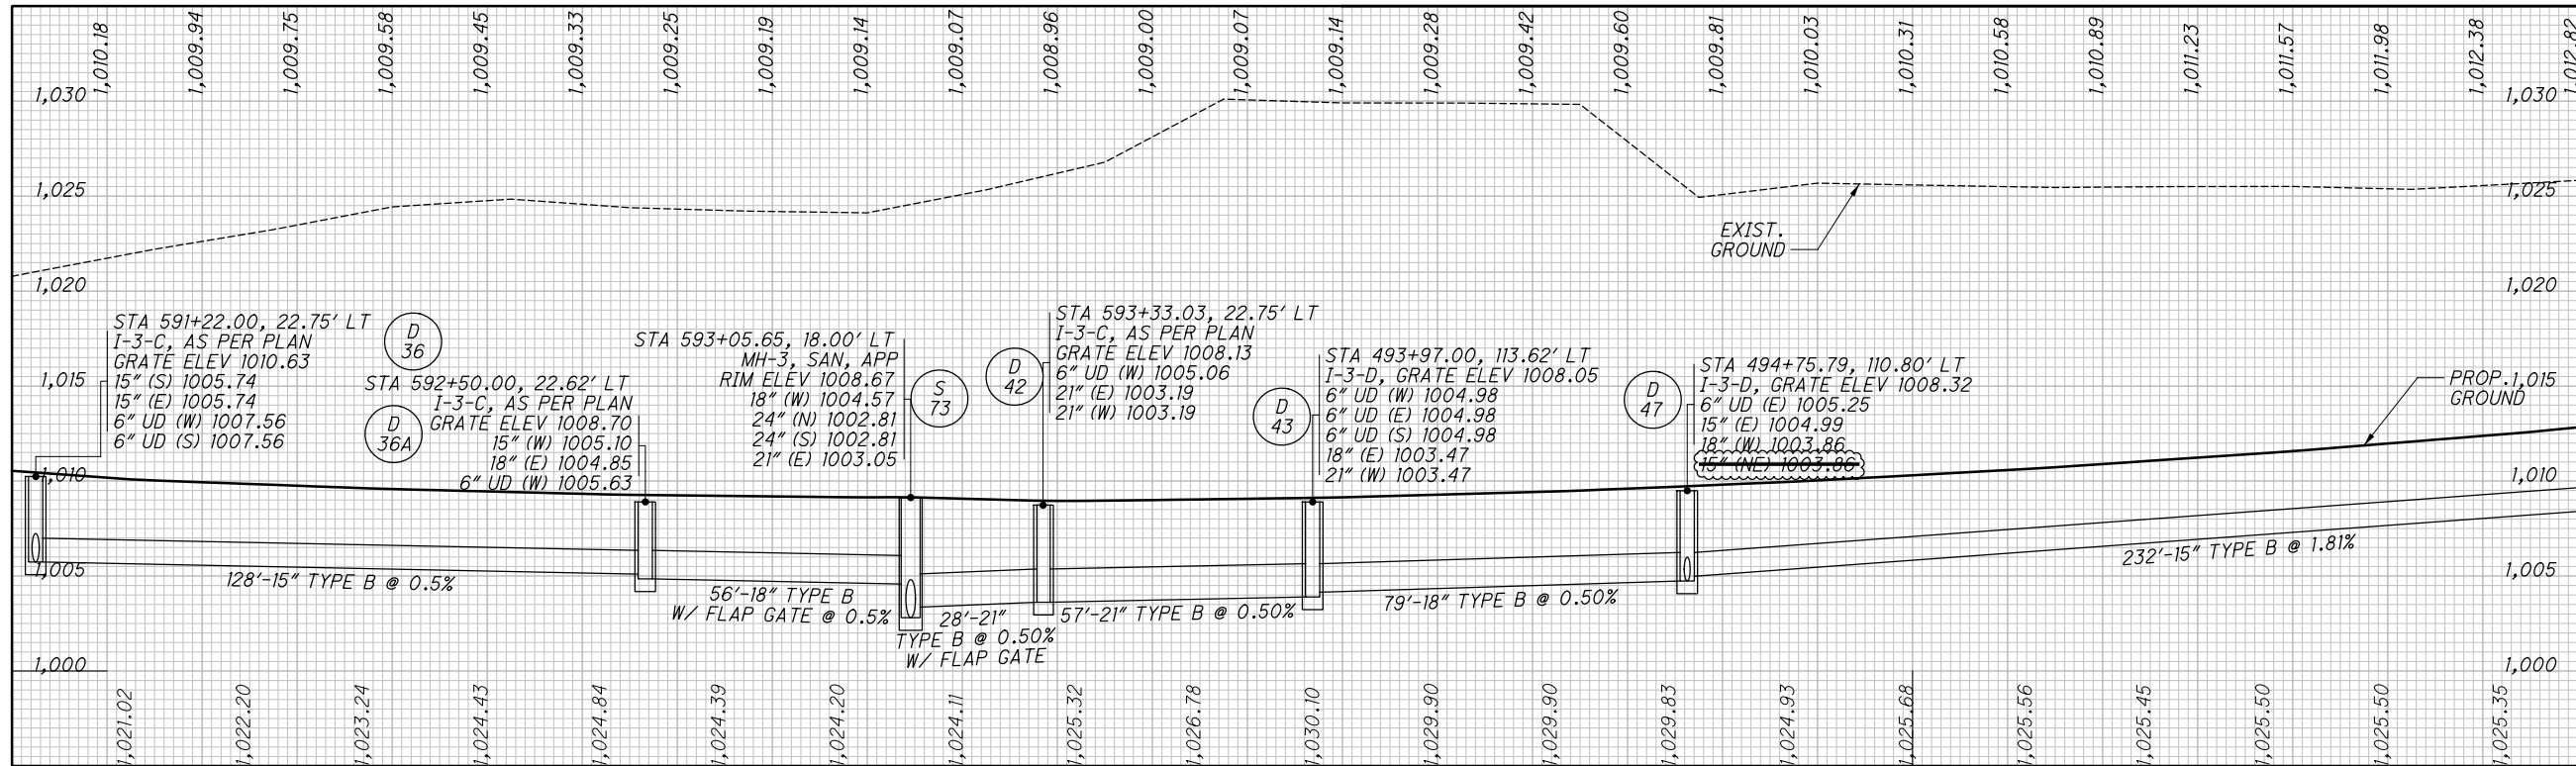 1,010.18 1,009.94 1,009.75 1,009.58 1,009.45 1,009.33 1,009.25 1,009.19 1,009.14 1,009.07 1,008.96 1,009.00 1,009.07 1,009.14 1,009.28 1,009.42 1,009.60 1,009.81 1,010.03 1,010.31 1,010.58 1,010.89 1,011.23 1,011.57 1,011.98 1,012.38 1,012.82
1,030
1,025
1,020
1,015
1,010
1,005
1,000
STA 591+22.00, 22.75' LT
I-3-C, AS PER PLAN
GRATE ELEV 1010.63
15" (S) 1005.74
15" (E) 1005.74
6" UD (W) 1007.56
6" UD (S) 1007.56
D
36
STA 592+50.00, 22.62' LT
I-3-C, AS PER PLAN
GRATE ELEV 1008.70
15" (W) 1005.10
18" (E) 1004.85
6" UD (W) 1005.63
D
36A
STA 593+05.65, 18.00' LT
MH-3, SAN, APP
RIM ELEV 1008.67
18" (W) 1004.57
24" (N) 1002.81
24" (S) 1002.81
21" (E) 1003.05
S
73
D
42
STA 593+33.03, 22.75' LT
I-3-C, AS PER PLAN
GRATE ELEV 1008.13
6" UD (W) 1005.06
21" (E) 1003.19
21" (W) 1003.19
D
43
STA 493+97.00, 113.62' LT
I-3-D, GRATE ELEV 1008.05
6" UD (W) 1004.98
6" UD (E) 1004.98
6" UD (S) 1004.98
18" (E) 1003.47
21" (W) 1003.47
D
47
STA 494+75.79, 110.80' LT
I-3-D, GRATE ELEV 1008.32
6" UD (E) 1005.25
15" (E) 1004.99
18" (W) 1003.86
15" (NE) 1003.86
EXIST.
GROUND
PROP.
GROUND
1,030
1,025
1,020
1,015
1,010
1,005
1,000
128'-15" TYPE B @ 0.5%
56'-18" TYPE B
W/ FLAP GATE @ 0.5%
28'-21"
TYPE B @ 0.50%
W/ FLAP GATE
57'-21" TYPE B @ 0.50%
79'-18" TYPE B @ 0.50%
232'-15" TYPE B @ 1.81%
1,021.02 1,022.20 1,023.24 1,024.43 1,024.84 1,024.39 1,024.20 1,024.11 1,025.32 1,026.78 1,030.10 1,029.90 1,029.90 1,029.83 1,024.93 1,025.68 1,025.56 1,025.45 1,025.50 1,025.50 1,025.35